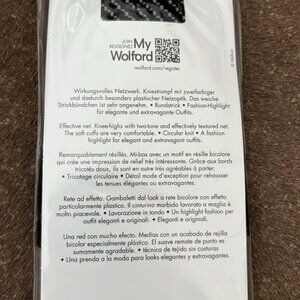 JOIN
REJOIGNEZ
My
Wolford
wolford.com/register
Wirkungsvolles Netzwerk. Kniestrumpf mit zweifarbiger
und dadurch besonders plastischer Netzoptik. Das weiche
Strickbündchen ist sehr angenehm. • Rundstrick • Fashion-Highlight
für elegante und extravagante Outfits.
Effective net. Knee-highs with two-tone and effectively textured net.
The soft cuffs are very comfortable. • Circular knit • A fashion
highlight for elegant and extravagant outfits.
Remarquablement résillés. Mi-bas avec un motif en résille bicolore
qui crée une impression de relief très intéressante. Grâce aux bords
tricotés doux, ils sont en outre très agréables à porter.
• Tricotage circulaire • Détail mode d'exception pour rehausser
les tenues élégantes ou extravagantes.
Rete ad effetto. Gambaletti dal look a rete bicolore con effetto
particolarmente plastico. Il cinturino morbido lavorato a maglia è
molto piacevole. • Lavorazione in tondo • Un highlight fashion per
outfit eleganti e originali. • Eleganti e originali.
Una red con mucho efecto. Medias con un acabado de rejilla
bicolor especialmente plástico. El suave remate de punto es
sumamente agradable. • técnica de tejido sin costuras
• Una prenda a la moda para looks elegantes y extravagantes.